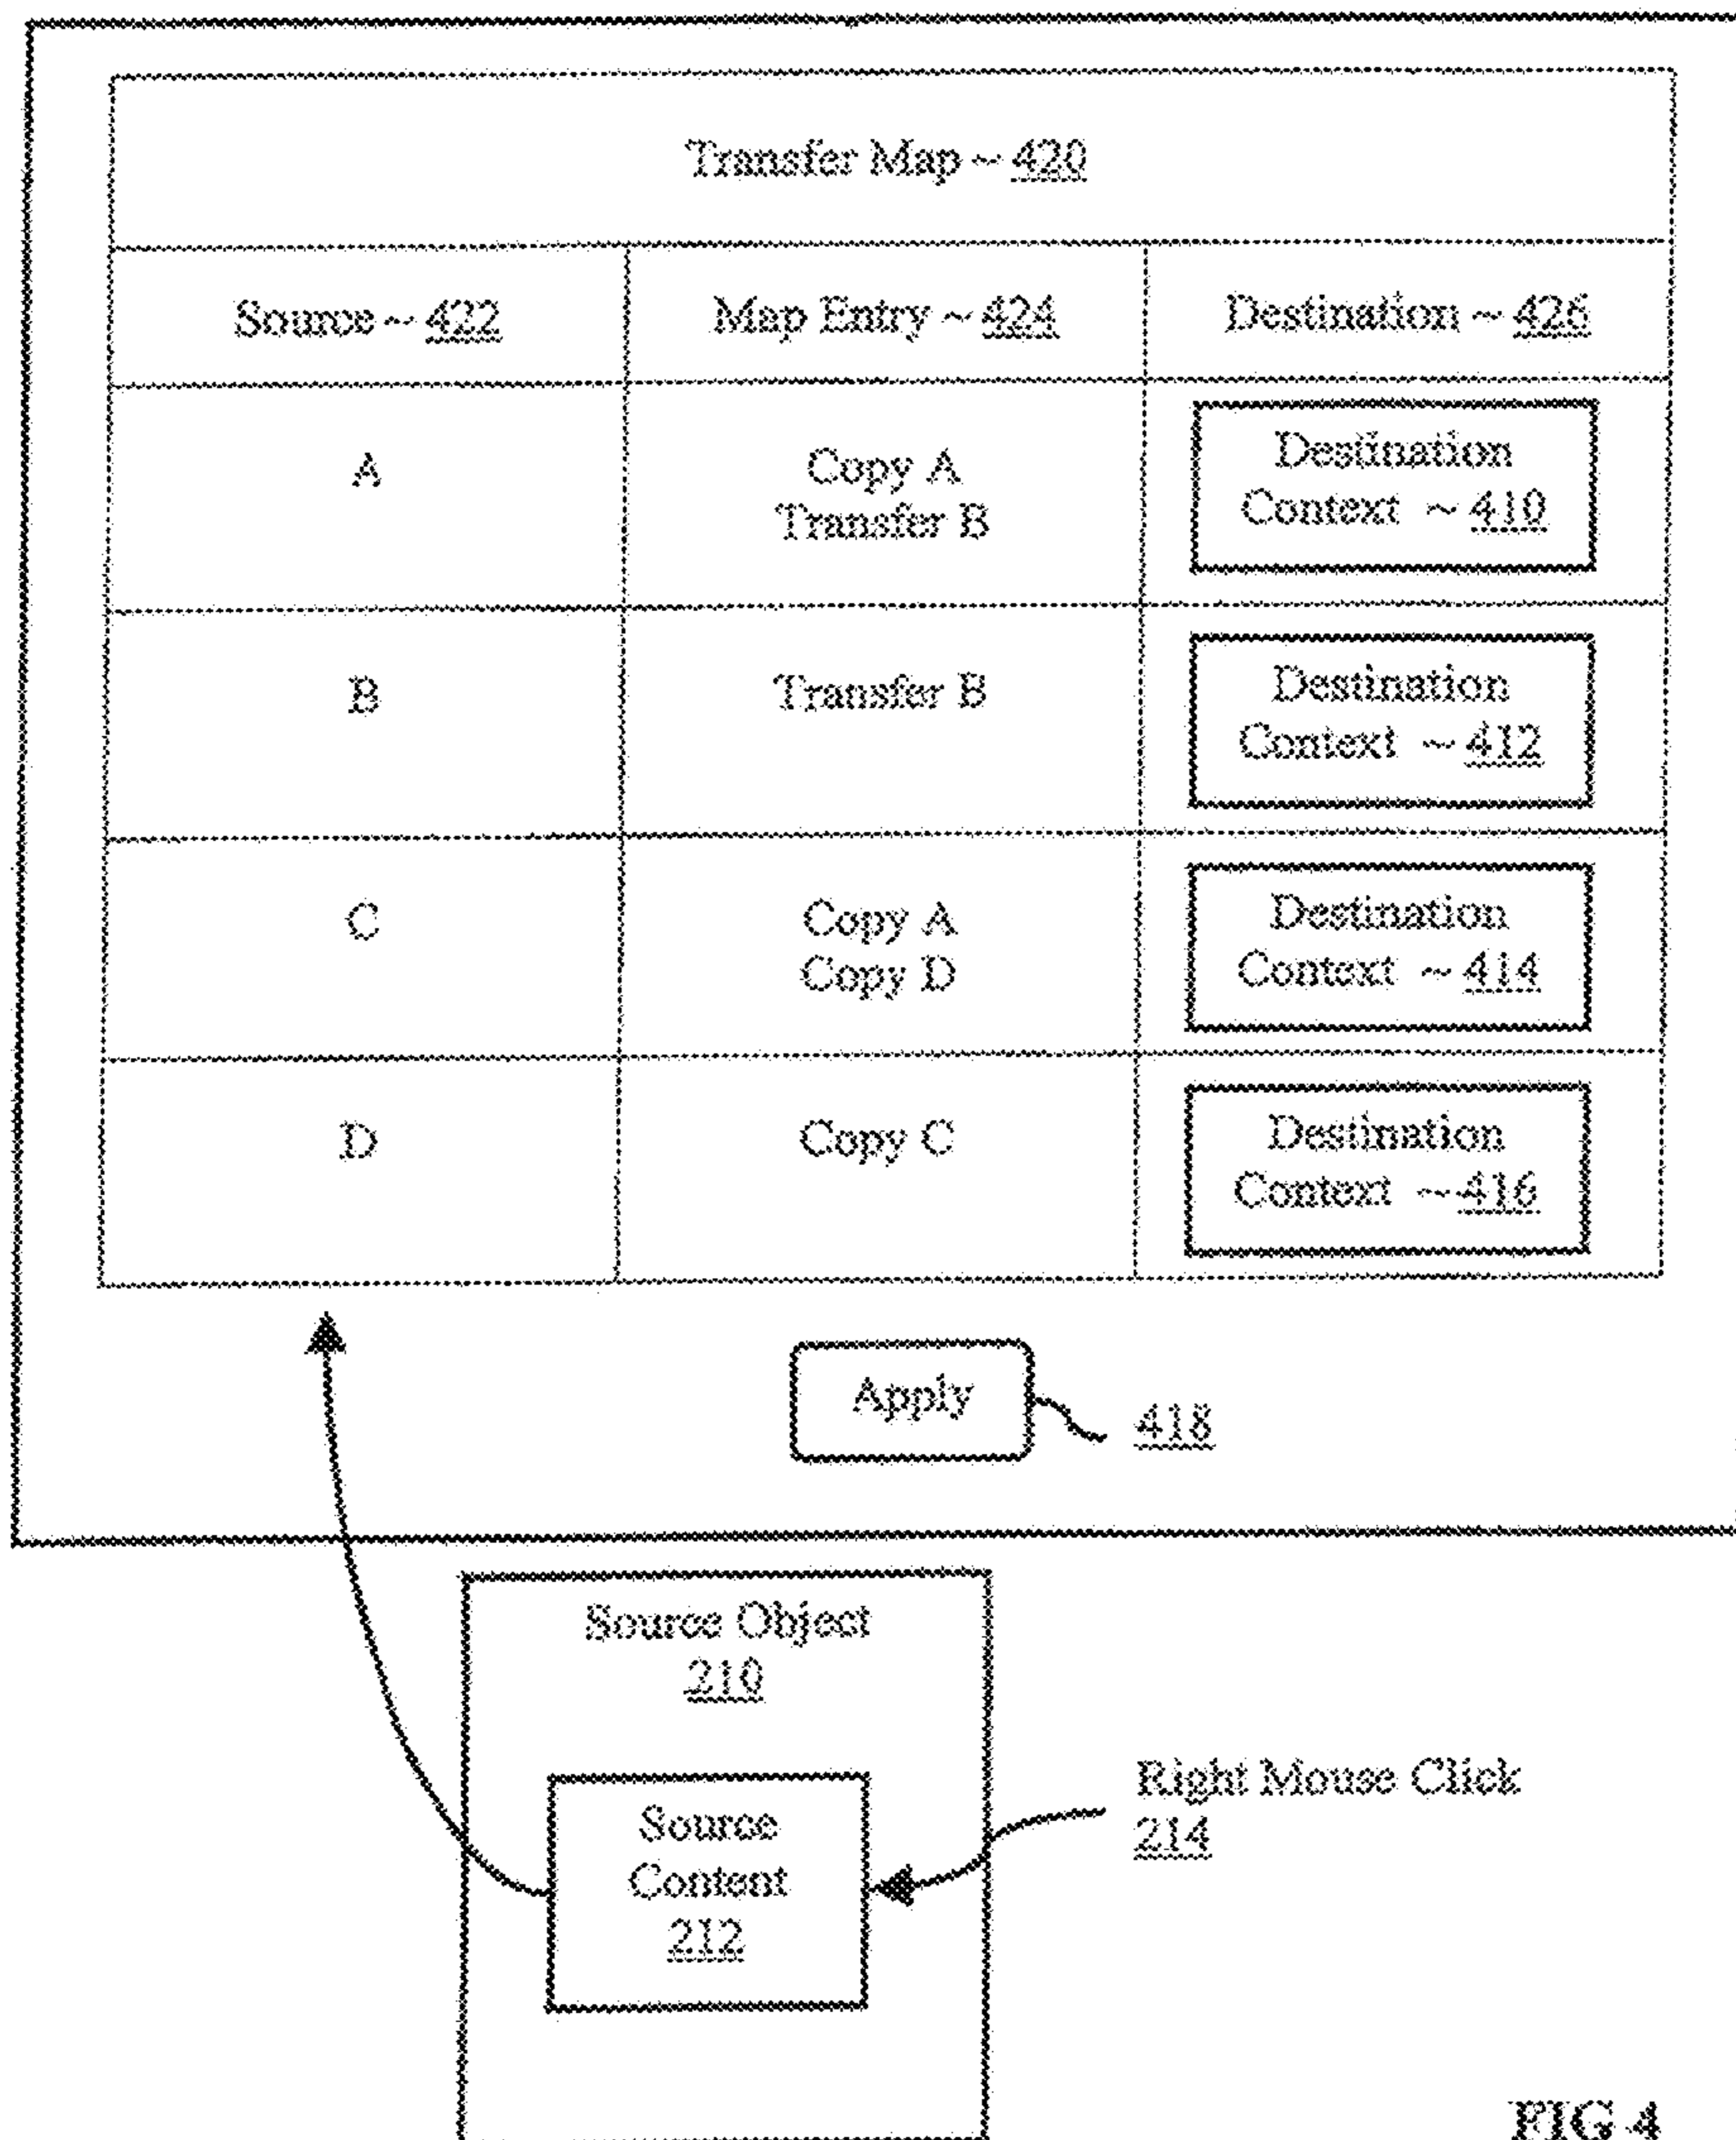 Transfer Map ~ 420
Source ~ 422
Map Entry ~ 424
Destination ~ 426
A
Copy A
Transfer B
Destination
Context ~ 410
B
Transfer B
Destination
Context ~ 412
C
Copy A
Copy D
Destination
Context ~ 414
D
Copy C
Destination
Context ~ 416
Apply
418
Source Object
210
Source
Content
212
Right Mouse Click
214
FIG 4